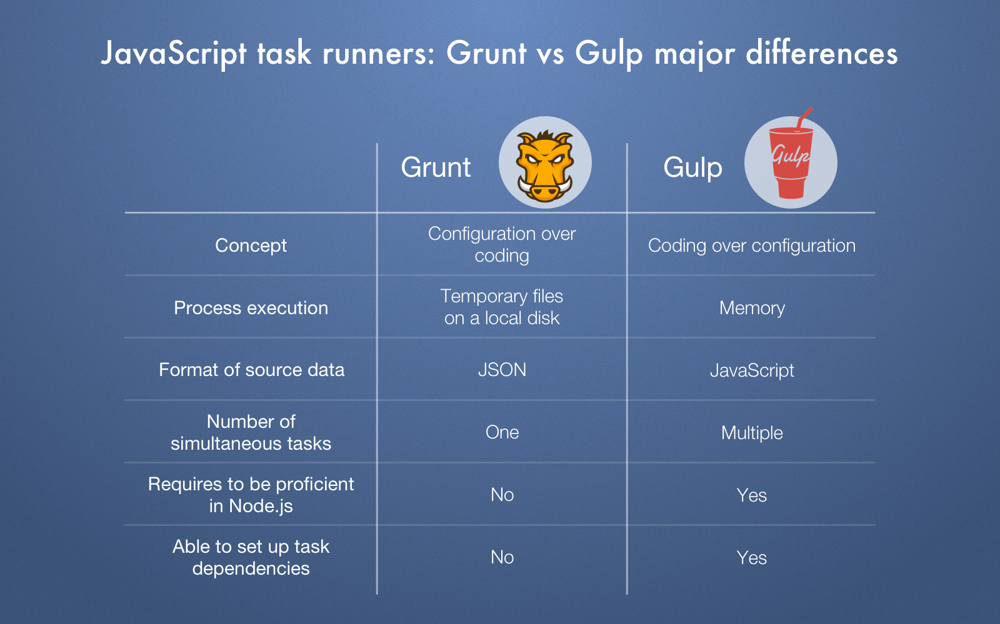 JavaScript task runners: Grunt vs Gulp major differences
Grunt
Gulp
Gulp
Concept
Configuration over
coding
Coding over configuration
Process execution
Temporary files
on a local disk
Memory
Format of source data
JSON
JavaScript
Number of
simultaneous tasks
One
Multiple
Requires to be proficient
in Node.js
No
Yes
Able to set up task
dependencies
No
Yes